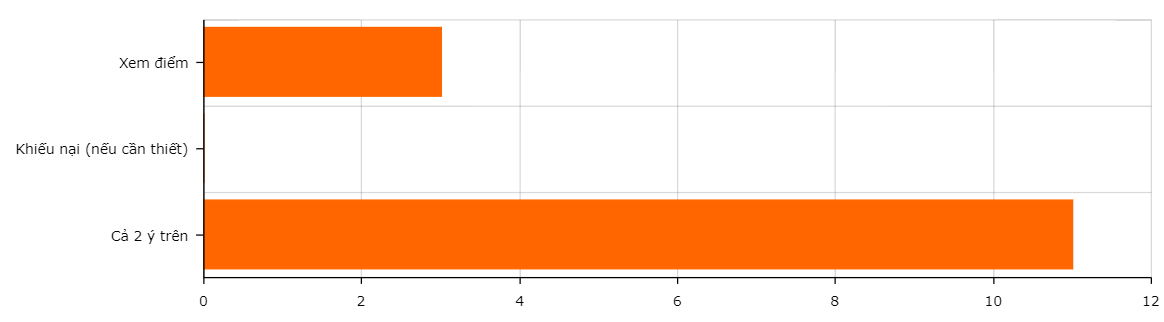 Xem điểm
Khiếu nại (nếu cần thiết)
Cả 2 ý trên
0 2 4 6 8 10 12